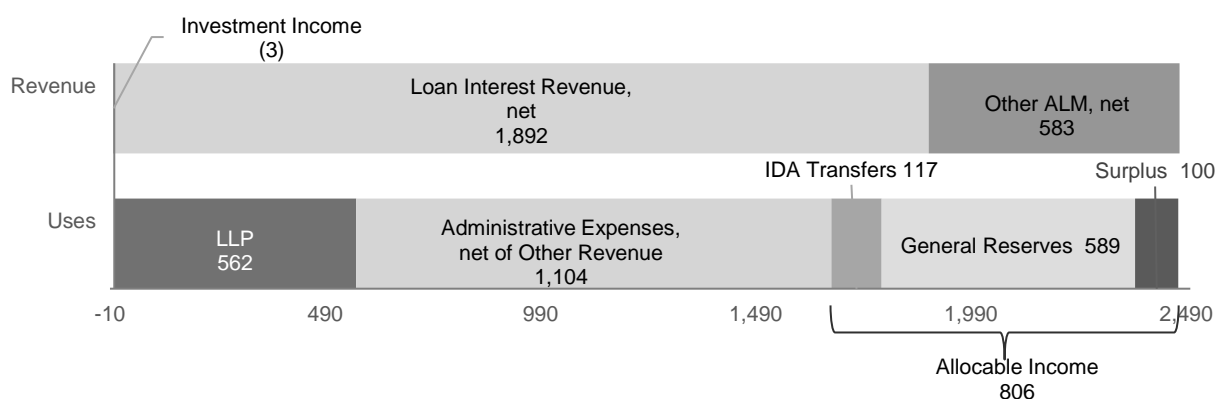 Investment Income
(3)
Revenue
Loan Interest Revenue,
net
1,892
Other ALM, net
583
IDA Transfers 117
Surplus 100
Uses
LLP
562
Administrative Expenses,
net of Other Revenue
1,104
General Reserves 589
-10 490 990 1,490 1,990 2,490
Allocable Income
806